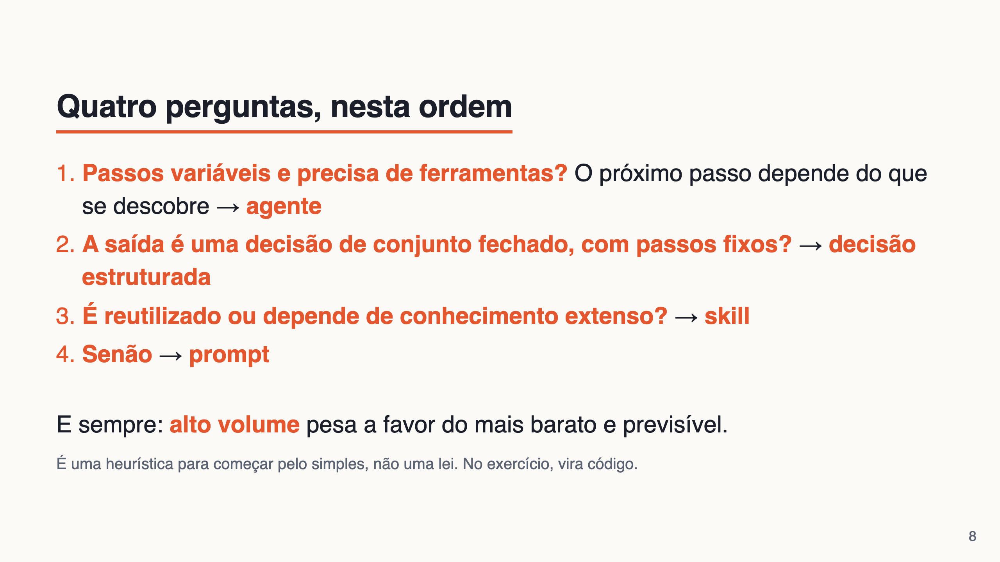 Quatro perguntas, nesta ordem
1. Passos variáveis e precisa de ferramentas? O próximo passo depende do que
se descobre → agente
2. A saída é uma decisão de conjunto fechado, com passos fixos? → decisão
estruturada
3. É reutilizado ou depende de conhecimento extenso? → skill
4. Senão → prompt
E sempre: alto volume pesa a favor do mais barato e previsível.
É uma heurística para começar pelo simples, não uma lei. No exercício, vira código.
8